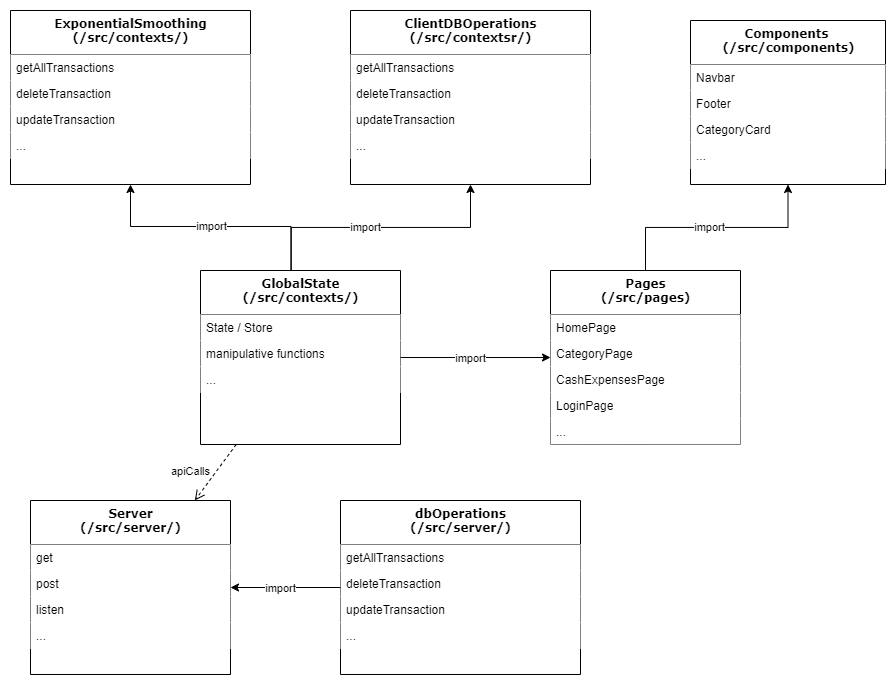 ExponentialSmoothing
(/src/contexts/)
getAllTransactions
deleteTransaction
updateTransaction
...
ClientDBOperations
(/src/contextsr/)
getAllTransactions
deleteTransaction
updateTransaction
...
Components
(/src/components)
Navbar
Footer
CategoryCard
...
import
import
import
GlobalState
(/src/contexts/)
State / Store
manipulative functions
...
import
Pages
(/src/pages)
HomePage
CategoryPage
CashExpensesPage
LoginPage
...
apiCalls
Server
(/src/server/)
get
post
listen
...
import
dbOperations
(/src/server/)
getAllTransactions
deleteTransaction
updateTransaction
...